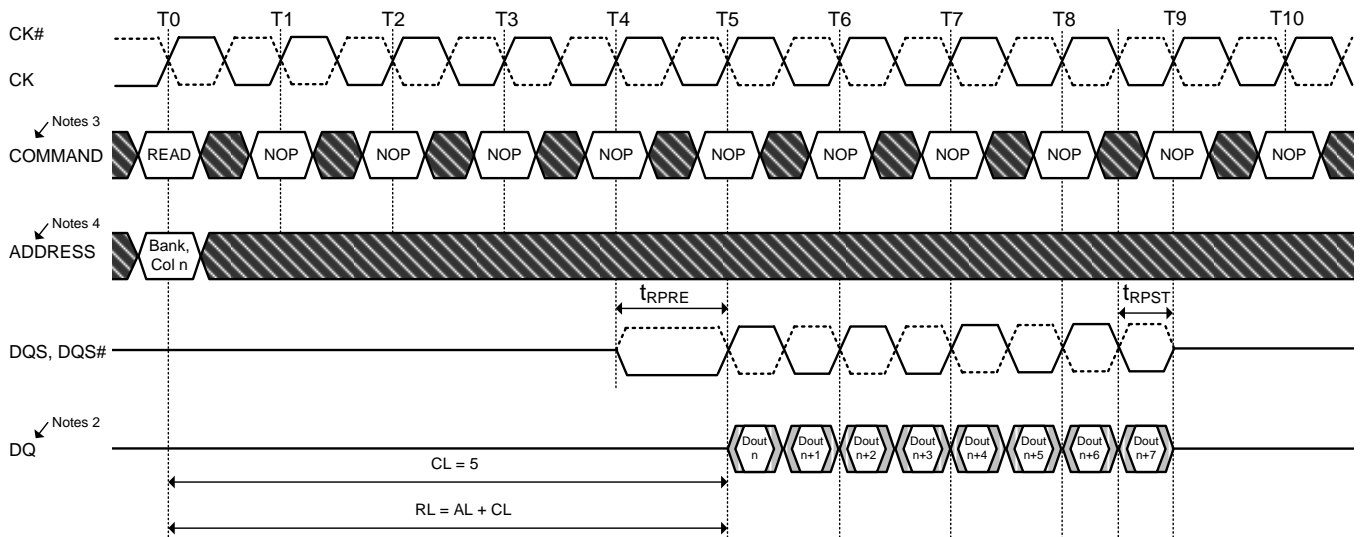 T0 T1 T2 T3 T4 T5 T6 T7 T8 T9 T10
CK#
CK
Notes 3
COMMAND READ NOP NOP NOP NOP NOP NOP NOP NOP NOP NOP
Notes 4
ADDRESS Bank,
Col n
tRPRE tRPST
DQS, DQS#
Notes 2
DQ
Dout Dout Dout Dout Dout Dout Dout Dout
n n+1 n+2 n+3 n+4 n+5 n+6 n+7
CL = 5
RL = AL + CL